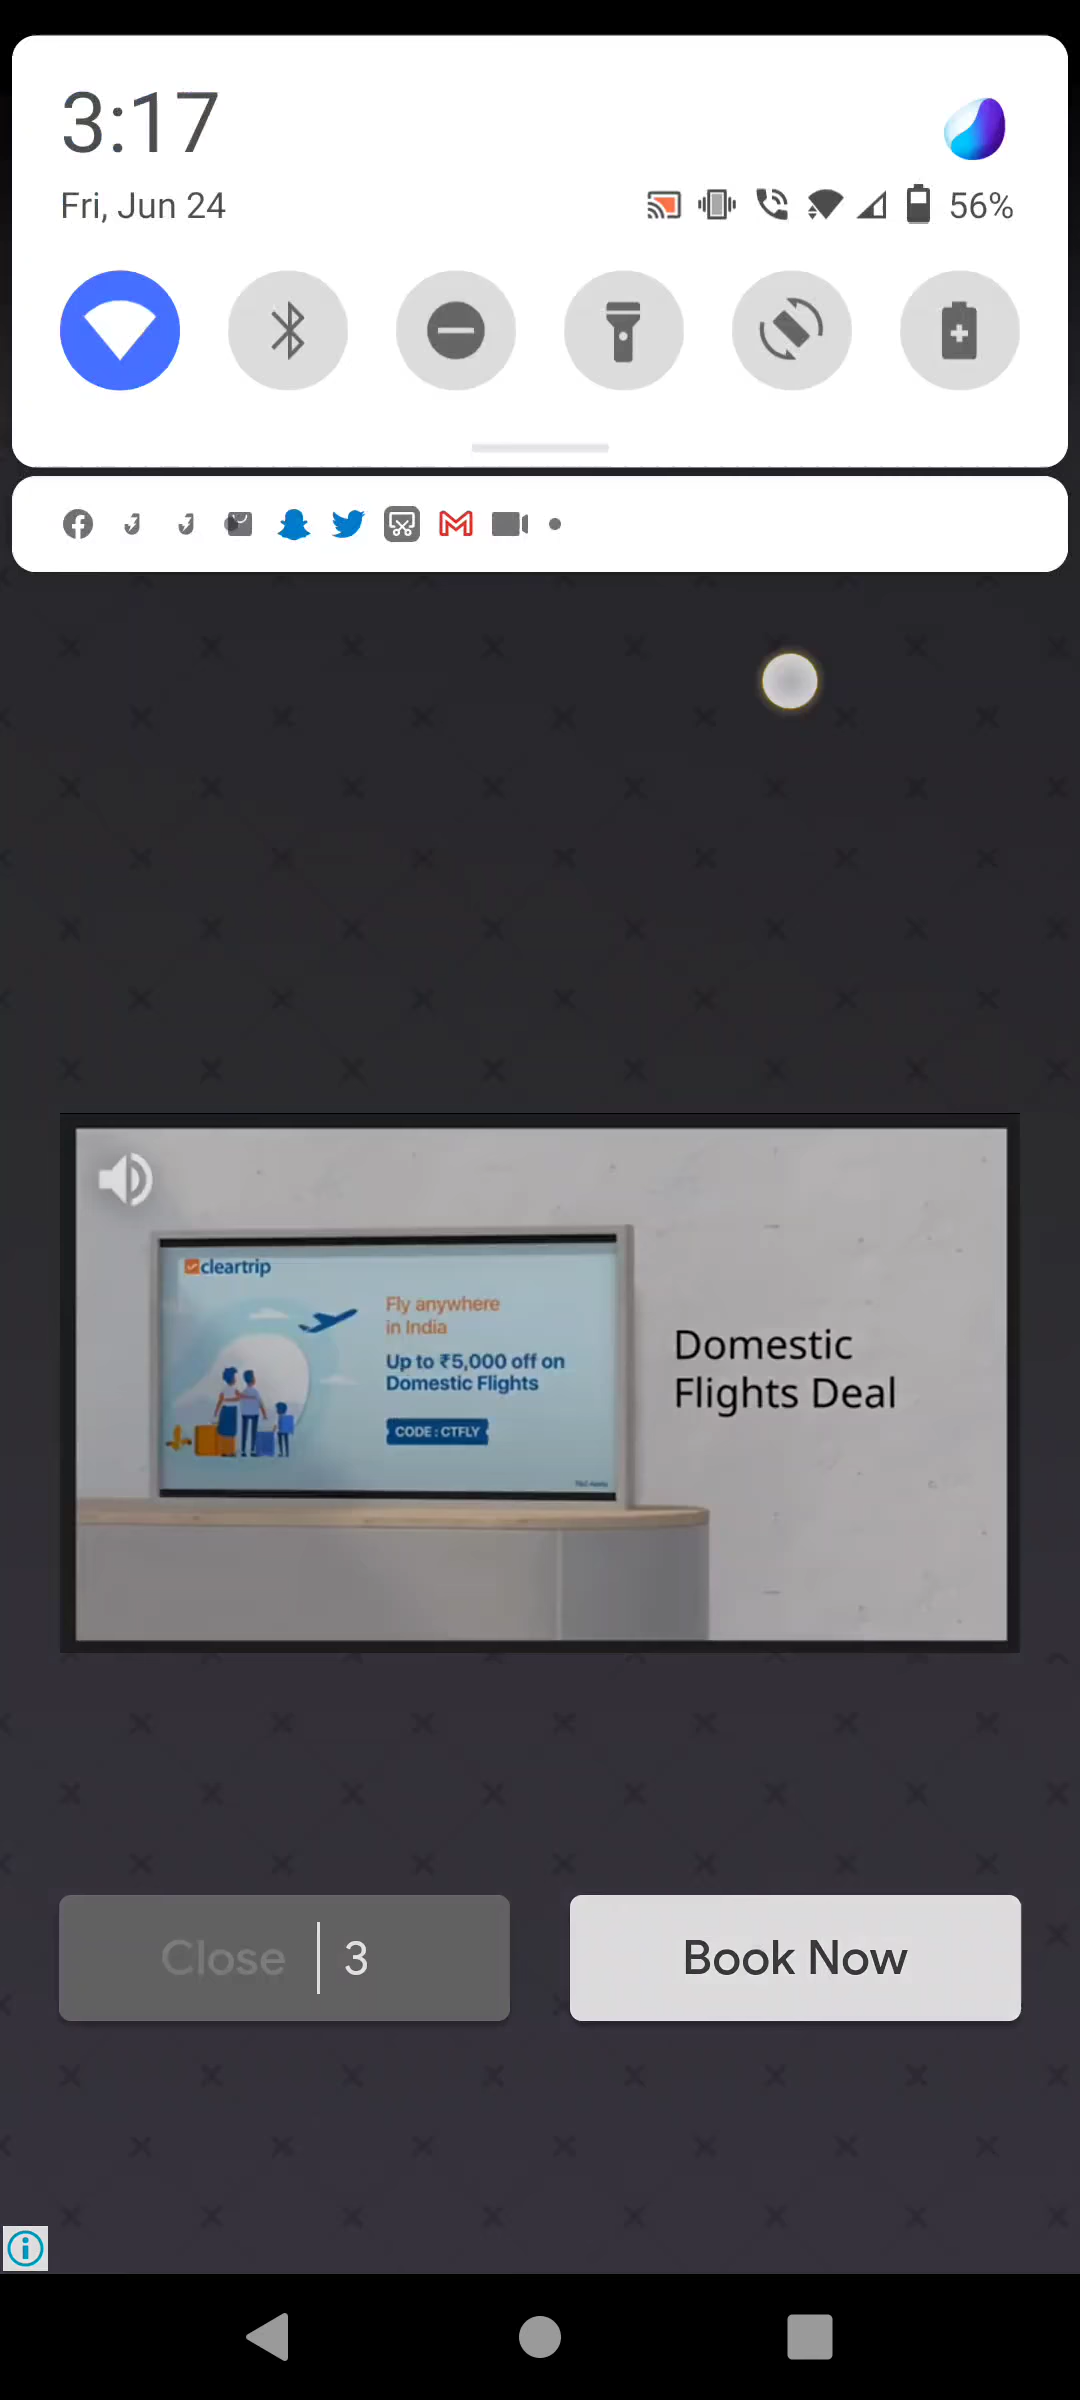 3:17
Fri, Jun 24
56%
cleartrip
Fly anywhere
in India
Up to ₹5,000 off on
Domestic Flights
CODE : CTFLY
Domestic
Flights Deal
Close
3
Book Now